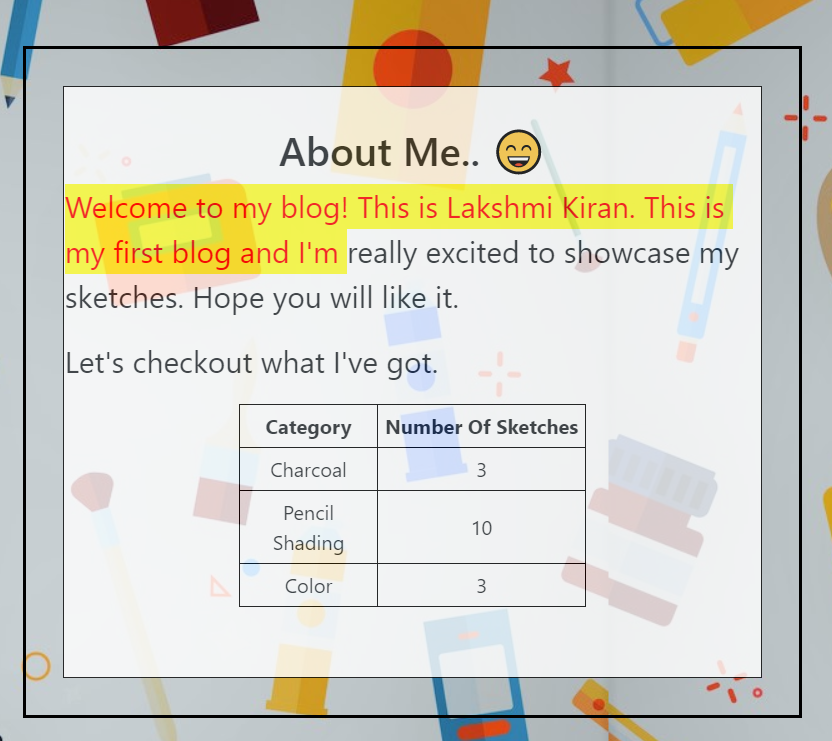 About Me.. 😄
Welcome to my blog! This is Lakshmi Kiran. This is
my first blog and I'm really excited to showcase my
sketches. Hope you will like it.
Let's checkout what I've got.
Category Number Of Sketches
Charcoal 3
Pencil
Shading 10
Color 3